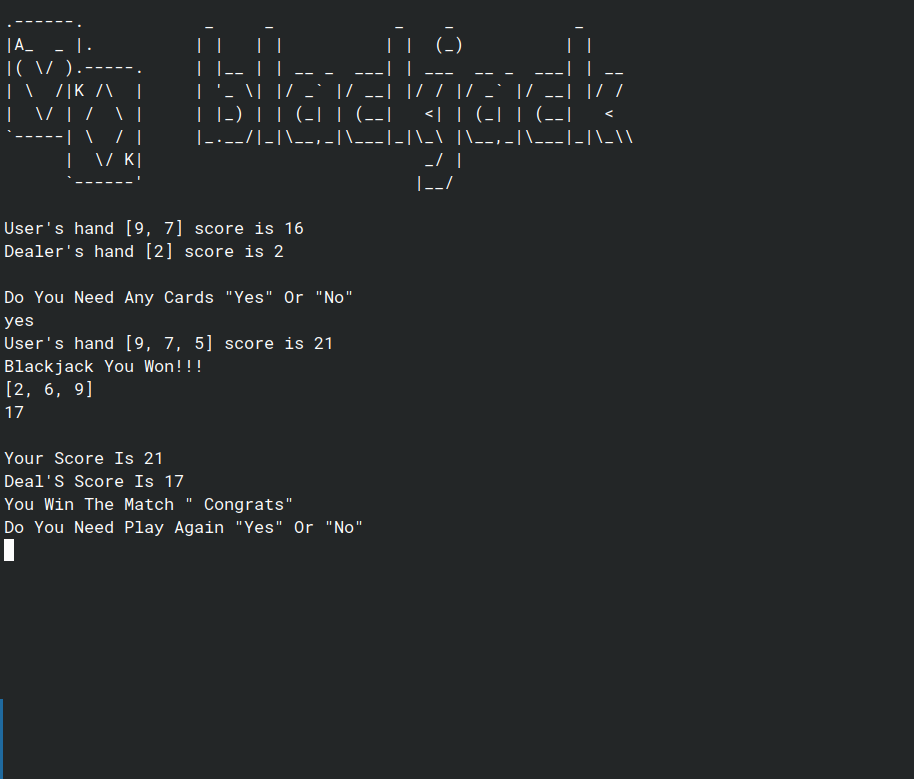 .------.            _     _            _    _            _
|A_  _ |.          | |   | |          | |  (_)          | |
|( \/ ).-----.     | |__ | | __ _  ___| | ___  __ _  ___| | __
| \  /|K /\  |     | '_ \| |/ _` |/ __| |/ / |/ _` |/ __| |/ /
|  \/ | /  \ |     | |_) | | (_| | (__|   <| | (_| | (__|   <
`-----| \  / |     |_.__/|_|\__,_|\___|_|\_\ |\__,_|\___|_|\_\\
      |  \/ K|                            _/ |
      `------'                           |__/
User's hand [9, 7] score is 16
Dealer's hand [2] score is 2
Do You Need Any Cards "Yes" Or "No"
yes
User's hand [9, 7, 5] score is 21
Blackjack You Won!!!
[2, 6, 9]
17
Your Score Is 21
Deal'S Score Is 17
You Win The Match " Congrats"
Do You Need Play Again "Yes" Or "No"